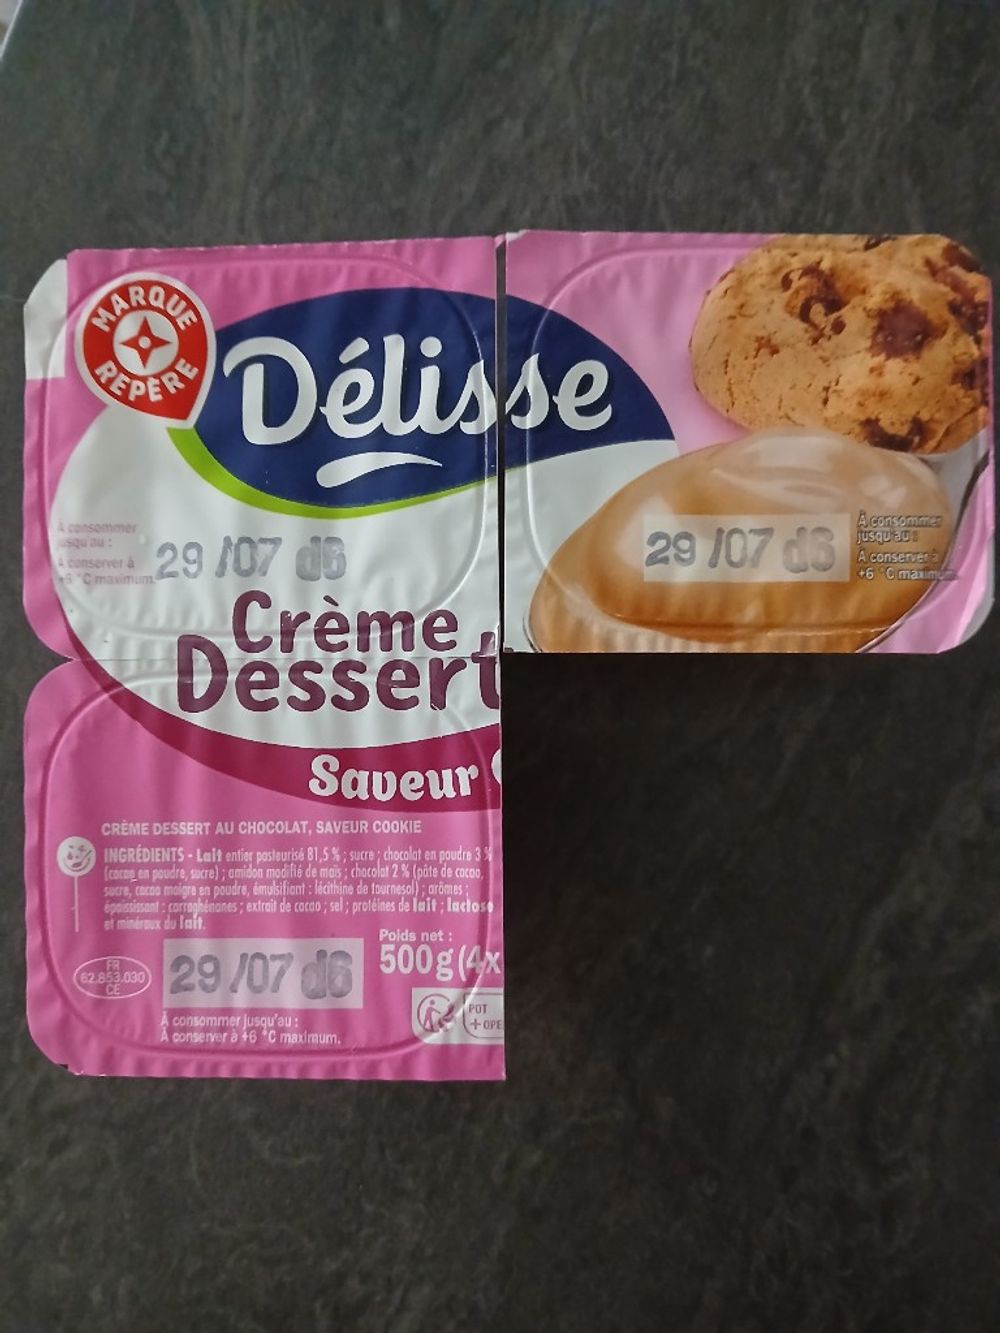 MARQUE
REPÈRE
Délisse
À consommer
jusqu'au :
À conserver à
+6 °C maximum.
29 /07 d6
À consommer
jusqu'au :
À conserver à
+6 °C maximum.
29 /07 d6
Crème
Dessert
Saveur
CRÈME DESSERT AU CHOCOLAT, SAVEUR COOKIE
INGRÉDIENTS - Lait entier pasteurisé 81,5 % ; sucre ; chocolat en poudre 3 %
(cacao en poudre, sucre) ; amidon modifié de maïs ; chocolat 2 % (pâte de cacao,
sucre, cacao maigre en poudre, émulsifiant : lécithine de tournesol) ; arômes ;
épaississant : carraghénanes ; extrait de cacao ; sel ; protéines de lait ; lactose
et minéraux du lait.
Poids net :
500g (4x
FR
62.853.030
CE
29 /07 d6
À consommer jusqu'au :
À conserver à +6 °C maximum.
POT
+ OPE